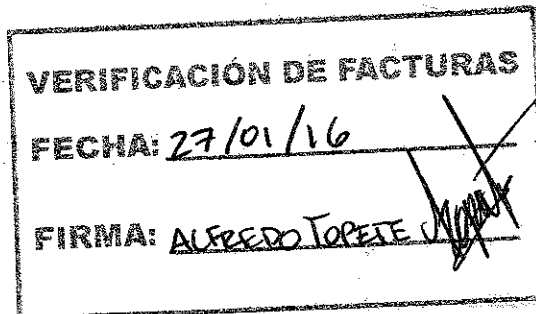 VERIFICACIÓN DE FACTURAS
FECHA: 27/01/16
FIRMA: ALFREDO TOPETE